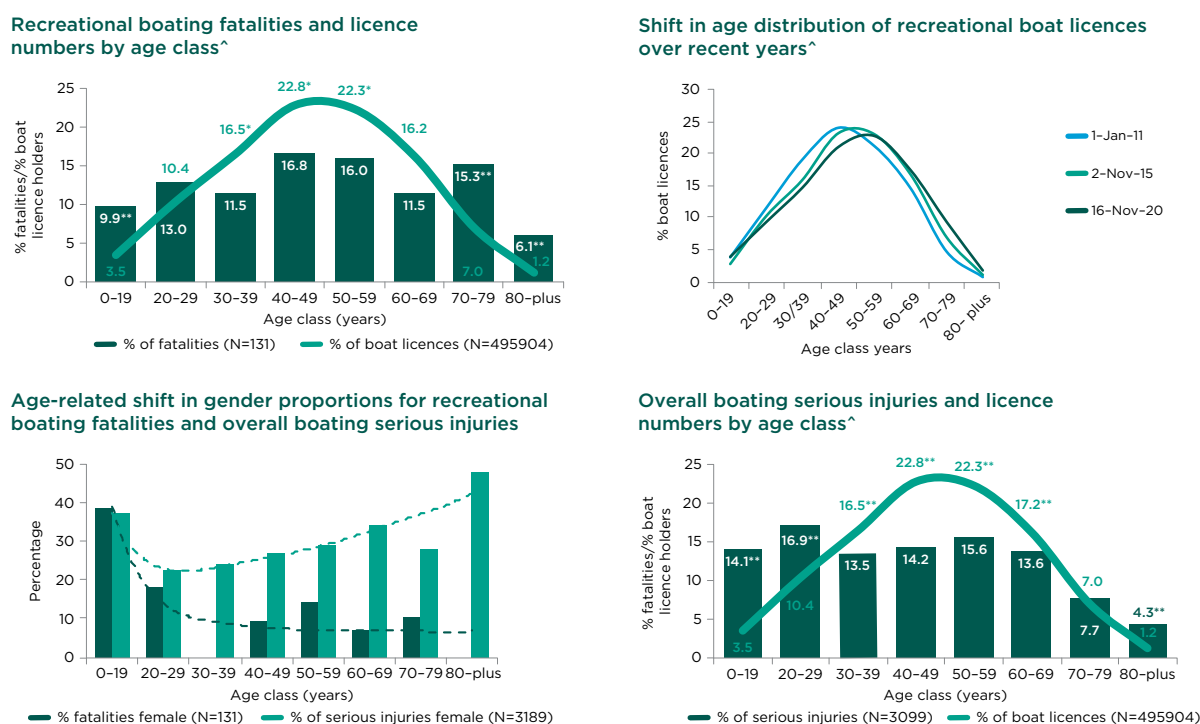 Recreational boating fatalities and licence
numbers by age class^
% fatalities/% boat
licence holders
25
20
15
10
5
0
22.8*
22.3*
16.5*
16.2
10.4
16.8
16.0
15.3**
9.9**
13.0
11.5
11.5
6.1**
3.5
7.0
1.2
0–19 20–29 30–39 40–49 50–59 60–69 70–79 80–plus
Age class (years)
% of fatalities (N=131) % of boat licences (N=495904)
Shift in age distribution of recreational boat licences
over recent years^
% boat licences
30
25
20
15
10
5
0
0–19 20–29 30/39 40–49 50–59 60–69 70–79 80– plus
Age class years
1–Jan–11
2–Nov–15
16–Nov–20
Age-related shift in gender proportions for recreational
boating fatalities and overall boating serious injuries
Percentage
50
40
30
20
10
0
0–19 20–29 30–39 40–49 50–59 60–69 70–79 80–plus
Age class (years)
% fatalities female (N=131) % of serious injuries female (N=3189)
Overall boating serious injuries and licence
numbers by age class^
% fatalities/% boat
licence holders
25
20
15
10
5
0
22.8**
22.3**
16.5**
17.2**
16.9**
14.1**
13.5
14.2
15.6
13.6
10.4
7.0
4.3**
7.7
3.5
1.2
0–19 20–29 30–39 40–49 50–59 60–69 70–79 80–plus
Age class (years)
% of serious injuries (N=3099) % of boat licences (N=495904)